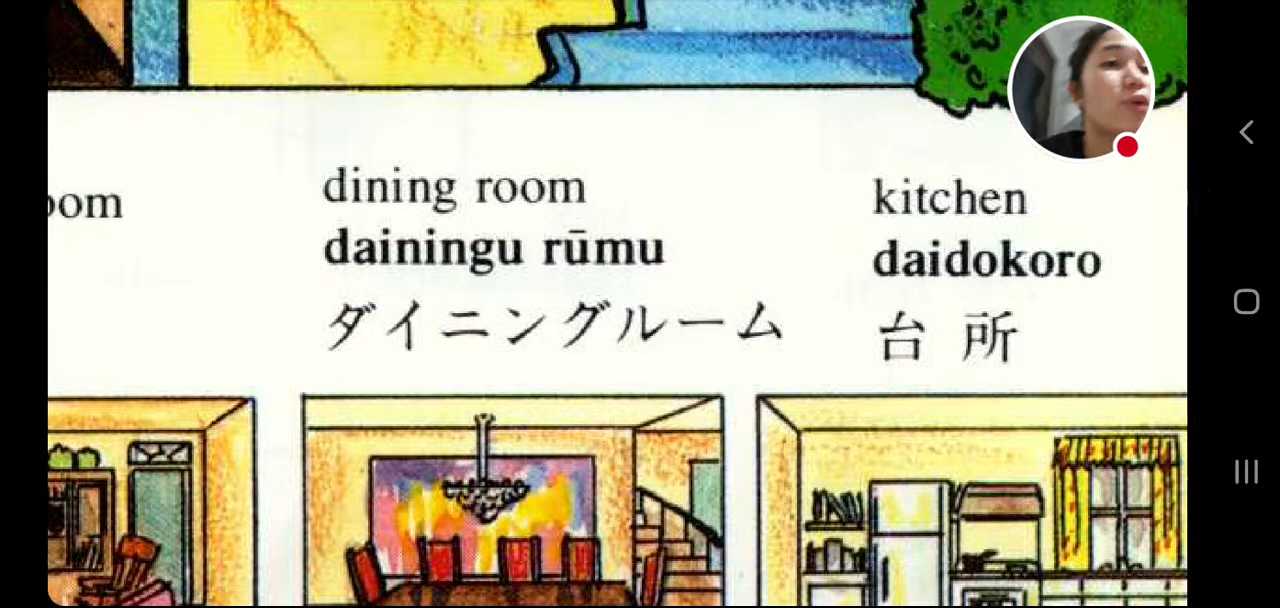 oom
dining room
dainingu rūmu
ダイニングルーム
kitchen
daidokoro
台 所